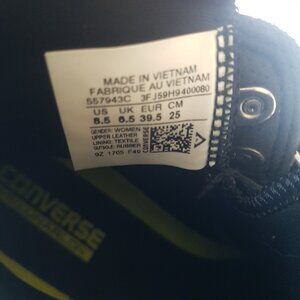 MADE IN VIETNAM
FABRIQUE AU VIETNAM
557943C 3FJ59H9400080
US UK EUR CM
8.5 6.5 39.5 25
GENDER: WOMEN
UPPER: LEATHER
LINING: TEXTILE
OUTSOLE: RUBBER
CONVERSE